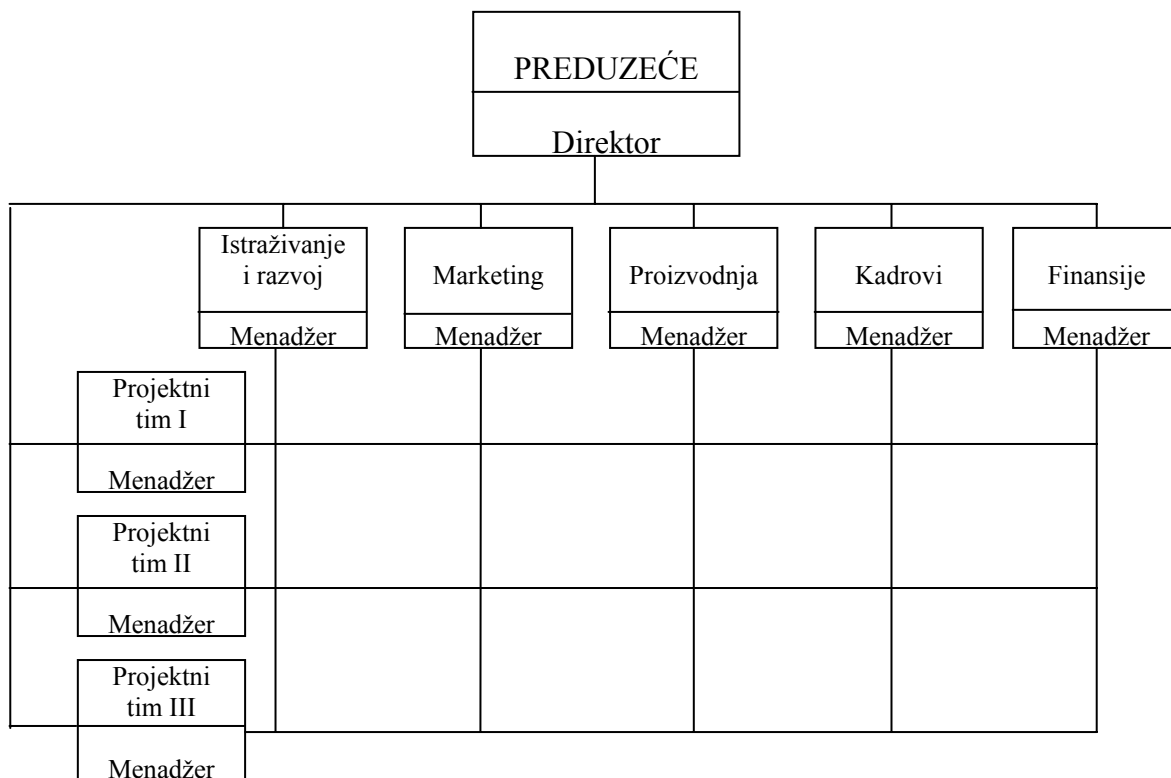 PREDUZEĆE
Direktor
Istraživanje
i razvoj
Menadžer
Marketing
Menadžer
Proizvodnja
Menadžer
Kadrovi
Menadžer
Finansije
Menadžer
Projektni
tim I
Menadžer
Projektni
tim II
Menadžer
Projektni
tim III
Menadžer